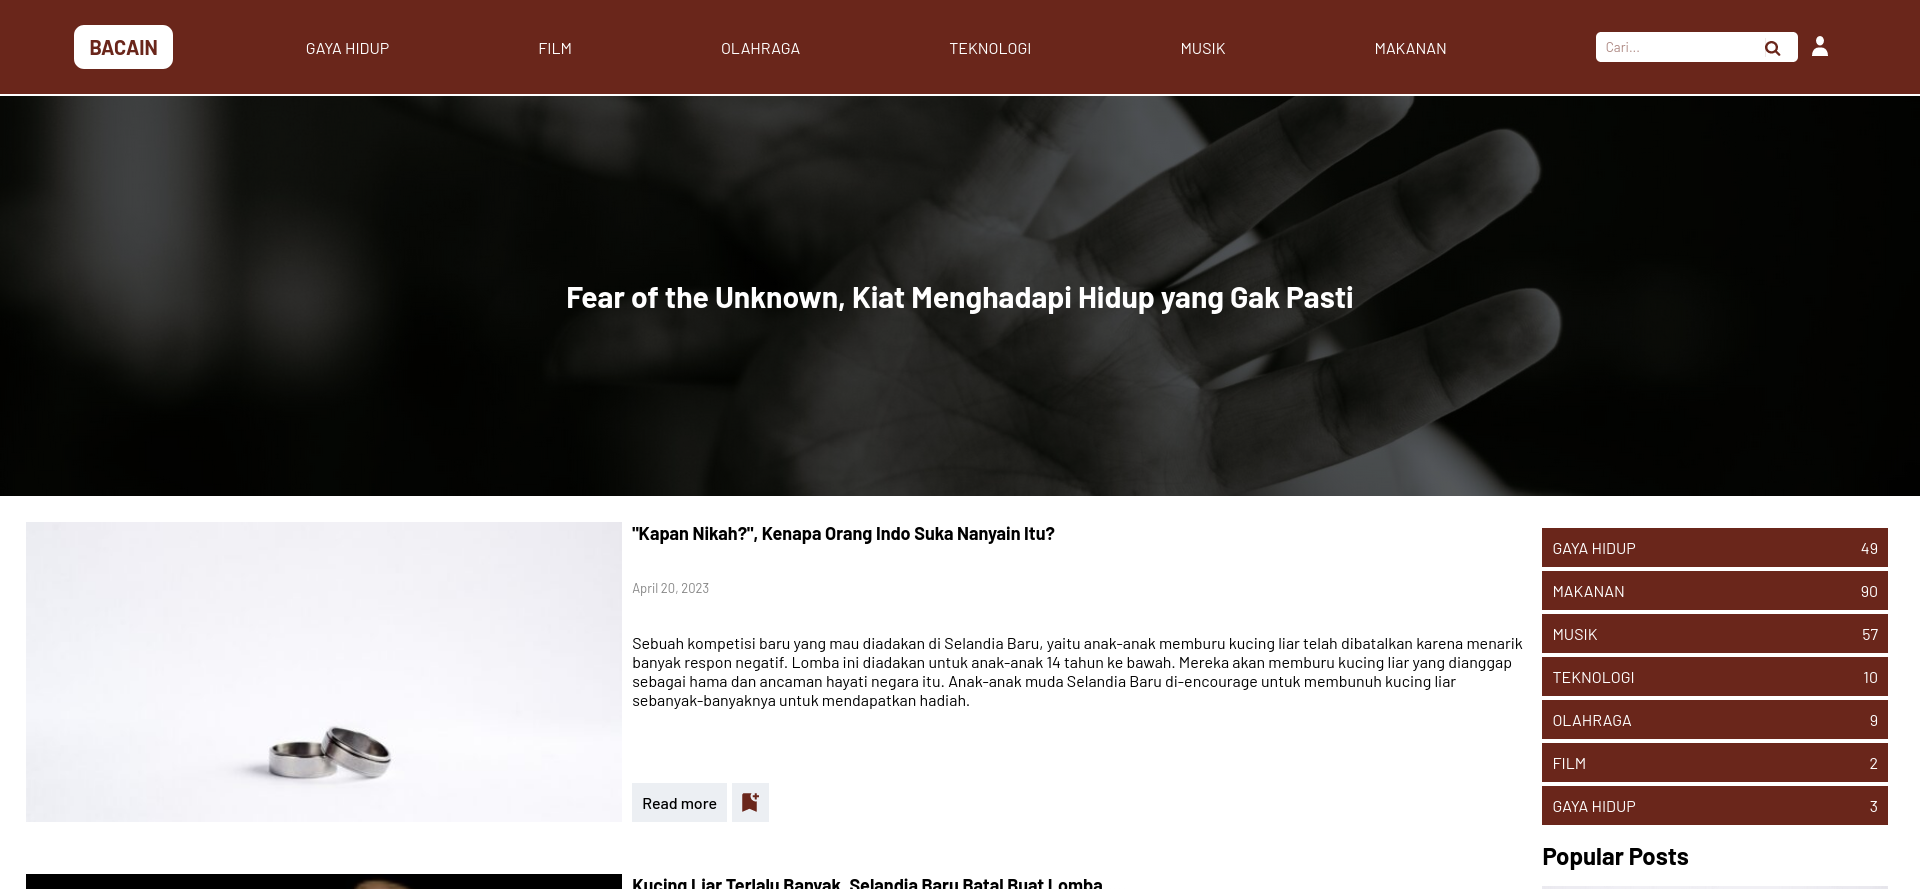 BACAIN
GAYA HIDUP
FILM
OLAHRAGA
TEKNOLOGI
MUSIK
MAKANAN
Cari...
Fear of the Unknown, Kiat Menghadapi Hidup yang Gak Pasti
"Kapan Nikah?", Kenapa Orang Indo Suka Nanyain Itu?
April 20, 2023
Sebuah kompetisi baru yang mau diadakan di Selandia Baru, yaitu anak-anak memburu kucing liar telah dibatalkan karena menarik
banyak respon negatif. Lomba ini diadakan untuk anak-anak 14 tahun ke bawah. Mereka akan memburu kucing liar yang dianggap
sebagai hama dan ancaman hayati negara itu. Anak-anak muda Selandia Baru di-encourage untuk membunuh kucing liar
sebanyak-banyaknya untuk mendapatkan hadiah.
Read more
Kucing Liar Terlalu Banyak, Selandia Baru Batal Buat Lomba
GAYA HIDUP 49
MAKANAN 90
MUSIK 57
TEKNOLOGI 10
OLAHRAGA 9
FILM 2
GAYA HIDUP 3
Popular Posts